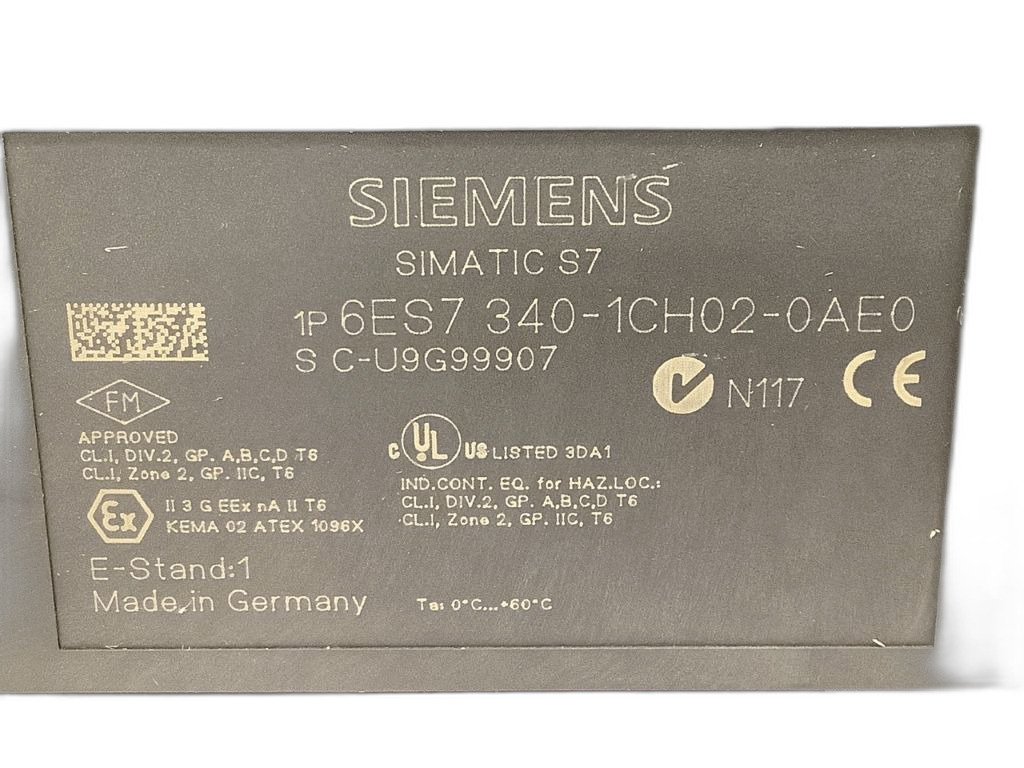 SIEMENS
SIMATIC S7
1P 6ES7 340-1CH02-0AE0
S C-U9G99907
N117
CE
FM
APPROVED
CL.I, DIV.2, GP. A,B,C,D T6
CL.I, Zone 2, GP. IIC, T6
C UL US LISTED 3DA1
IND.CONT. EQ. for HAZ.LOC.:
CL.I, DIV.2, GP. A,B,C,D T6
CL.I, Zone 2, GP. IIC, T6
Ex II 3 G EEx nA II T6
KEMA 02 ATEX 1096X
E-Stand:1
Made in Germany
Ta: 0°C...+60°C